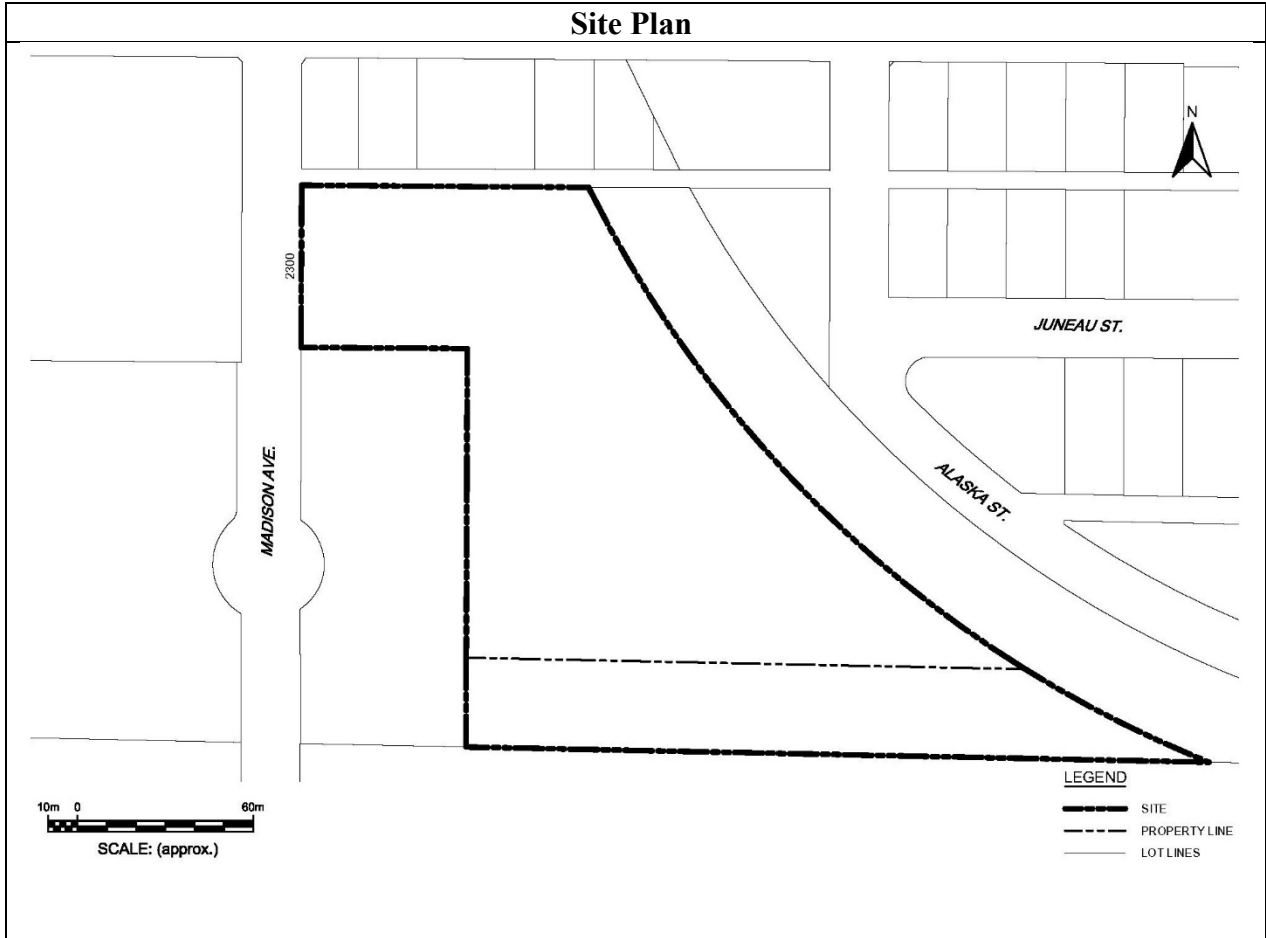 Site Plan
N
2300
JUNEAU ST.
MADISON AVE.
ALASKA ST.
LEGEND
SITE
PROPERTY LINE
LOT LINES
10m 0 60m
SCALE: (approx.)